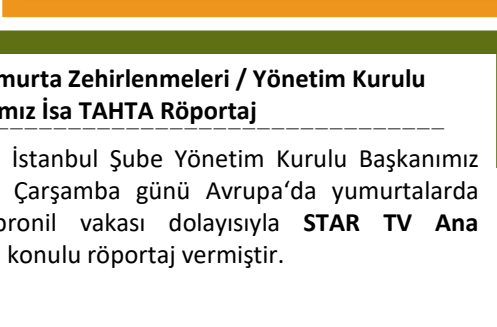 murta Zehirlenmeleri / Yönetim Kurulu
mız İsa TAHTA Röportaj
İstanbul Şube Yönetim Kurulu Başkanımız
Çarşamba günü Avrupa‘da yumurtalarda
pronil vakası dolayısıyla STAR TV Ana
konulu röportaj vermiştir.